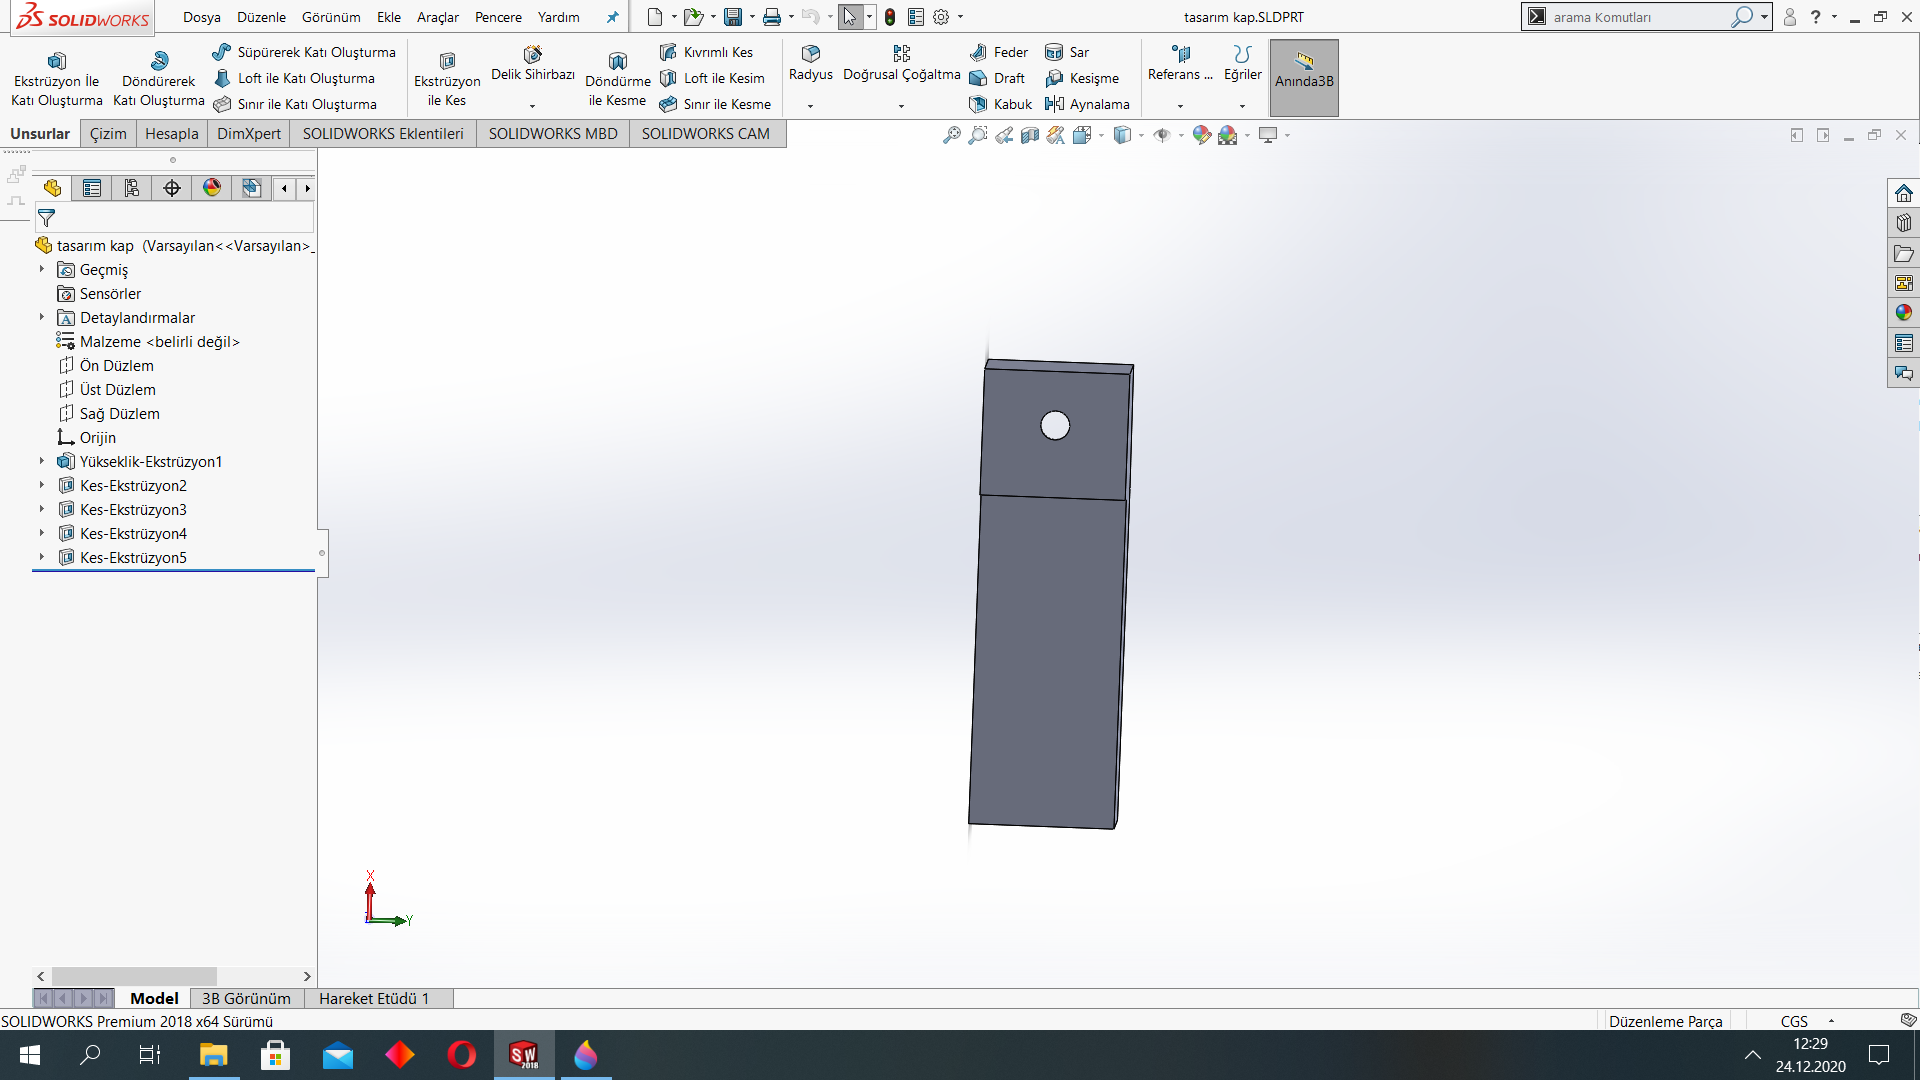 SOLIDWORKS
Dosya Düzenle Görünüm Ekle Araçlar Pencere Yardım
tasarım kap.SLDPRT
arama Komutları
?
Ekstrüzyon İle Katı Oluşturma
Döndürerek Katı Oluşturma
Süpürerek Katı Oluşturma
Loft ile Katı Oluşturma
Sınır ile Katı Oluşturma
Ekstrüzyon ile Kes
Delik Sihirbazı
Döndürme ile Kesme
Kıvrımlı Kes
Loft ile Kesim
Sınır ile Kesme
Radyus
Doğrusal Çoğaltma
Feder
Draft
Kabuk
Sar
Kesişme
Aynalama
Referans ...
Eğriler
Anında3B
Unsurlar Çizim Hesapla DimXpert SOLIDWORKS Eklentileri SOLIDWORKS MBD SOLIDWORKS CAM
tasarım kap (Varsayılan<<Varsayılan>_
Geçmiş
Sensörler
Detaylandırmalar
Malzeme <belirli değil>
Ön Düzlem
Üst Düzlem
Sağ Düzlem
Orijin
Yükseklik-Ekstrüzyon1
Kes-Ekstrüzyon2
Kes-Ekstrüzyon3
Kes-Ekstrüzyon4
Kes-Ekstrüzyon5
X
Y
Model 3B Görünüm Hareket Etüdü 1
SOLIDWORKS Premium 2018 x64 Sürümü
Düzenleme Parça
CGS
SW 2018
12:29
24.12.2020